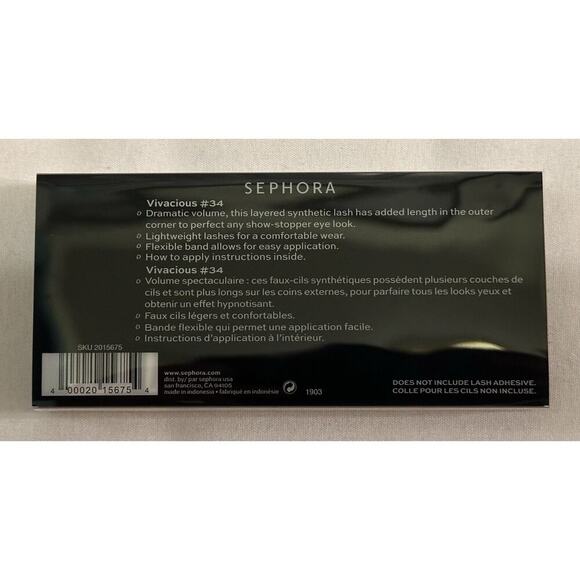 SEPHORA
Vivacious #34
o Dramatic volume, this layered synthetic lash has added length in the outer
corner to perfect any show-stopper eye look.
o Lightweight lashes for a comfortable wear.
o Flexible band allows for easy application.
o How to apply instructions inside.
Vivacious #34
o Volume spectaculaire : ces faux-cils synthétiques possèdent plusieurs couches de
cils et sont plus longs sur les coins externes, pour parfaire tous les looks yeux et
obtenir un effet hypnotisant.
o Faux cils légers et confortables.
o Bande flexible qui permet une application facile.
o Instructions d'application à l'intérieur.
SKU 2015675
4 00020 15675 4
www.sephora.com
dist. by/ par sephora usa
san francisco, CA 94105
made in indonesia • fabriqué en indonésie
1903
DOES NOT INCLUDE LASH ADHESIVE.
COLLE POUR LES CILS NON INCLUSE.